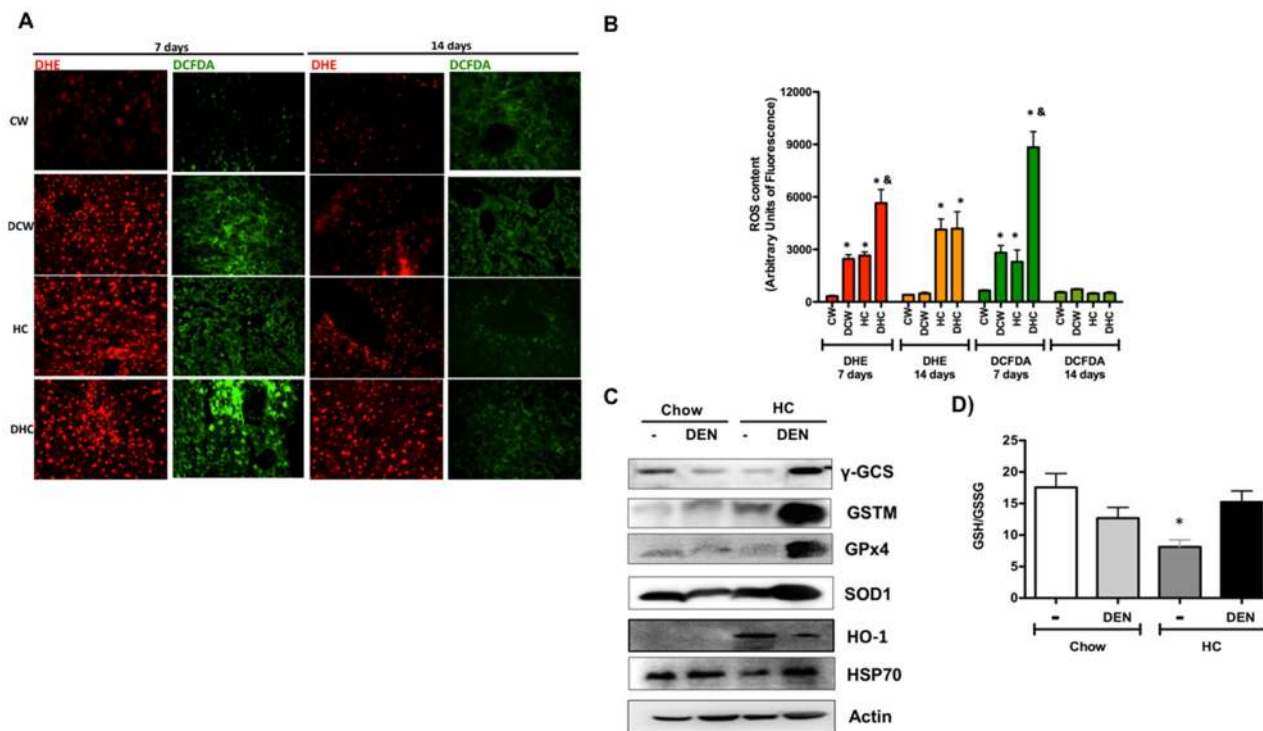 A
7 days 14 days
DHE DCFDA DHE DCFDA
CW
DCW
HC
DHC
B
ROS content
(Arbitrary Units of Fluorescence)
12000
9000
6000
3000
0
* * * & * * * * * &
CW DCW HC DHC CW DCW HC DHC CW DCW HC DHC CW DCW HC DHC
DHE DHE DCFDA DCFDA
7 days 14 days 7 days 14 days
C
Chow HC
- DEN - DEN
γ-GCS
GSTM
GPx4
SOD1
HO-1
HSP70
Actin
D)
GSH/GSSG
25
20
15
10
5
0
*
- DEN - DEN
Chow HC